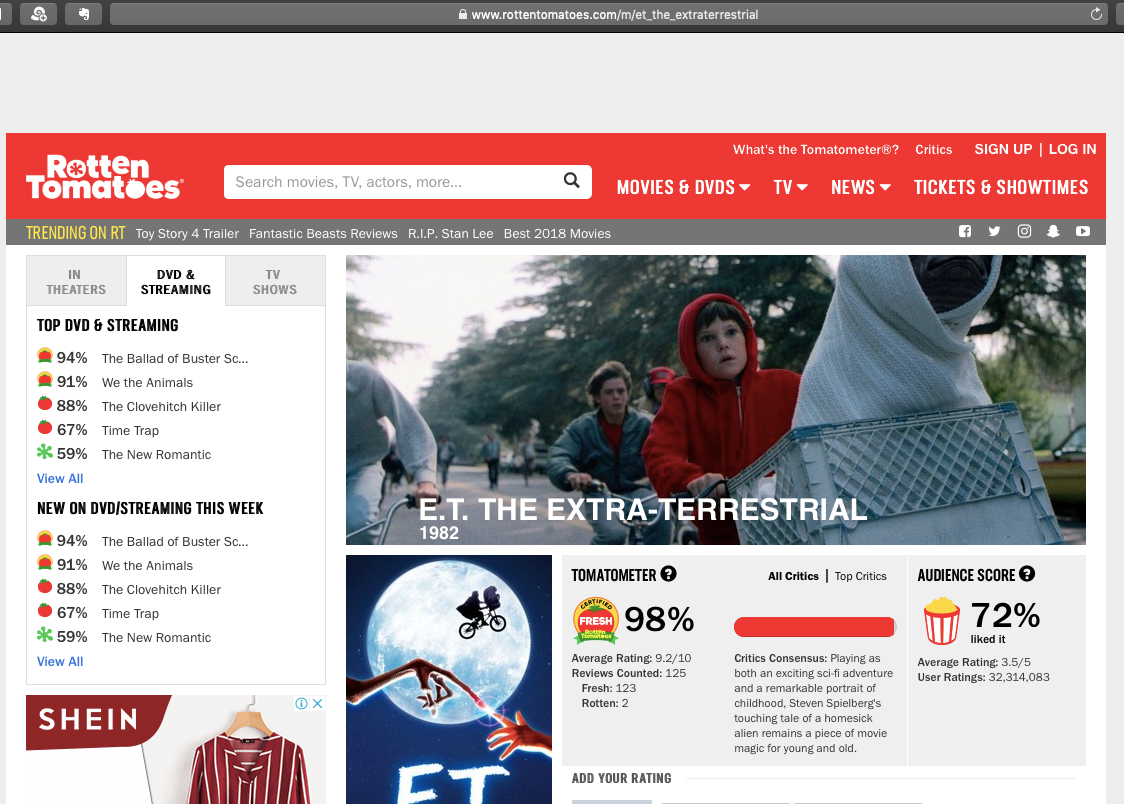 www.rottentomatoes.com/m/et_the_extraterrestrial
What's the Tomatometer®? Critics SIGN UP | LOG IN
Rotten
Tomatoes®
Search movies, TV, actors, more...
MOVIES & DVDS TV NEWS TICKETS & SHOWTIMES
TRENDING ON RT Toy Story 4 Trailer Fantastic Beasts Reviews R.I.P. Stan Lee Best 2018 Movies
IN
THEATERS
DVD &
STREAMING
TV
SHOWS
TOP DVD & STREAMING
94% The Ballad of Buster Sc...
91% We the Animals
88% The Clovehitch Killer
67% Time Trap
59% The New Romantic
View All
NEW ON DVD/STREAMING THIS WEEK
94% The Ballad of Buster Sc...
91% We the Animals
88% The Clovehitch Killer
67% Time Trap
59% The New Romantic
View All
SHEIN
E.T. THE EXTRA-TERRESTRIAL
1982
E.T.
TOMATOMETER ?
All Critics | Top Critics
CERTIFIED
FRESH
Rotten
Tomatoes
98%
Average Rating: 9.2/10
Reviews Counted: 125
Fresh: 123
Rotten: 2
Critics Consensus: Playing as
both an exciting sci-fi adventure
and a remarkable portrait of
childhood, Steven Spielberg's
touching tale of a homesick
alien remains a piece of movie
magic for young and old.
AUDIENCE SCORE ?
72%
liked it
Average Rating: 3.5/5
User Ratings: 32,314,083
ADD YOUR RATING